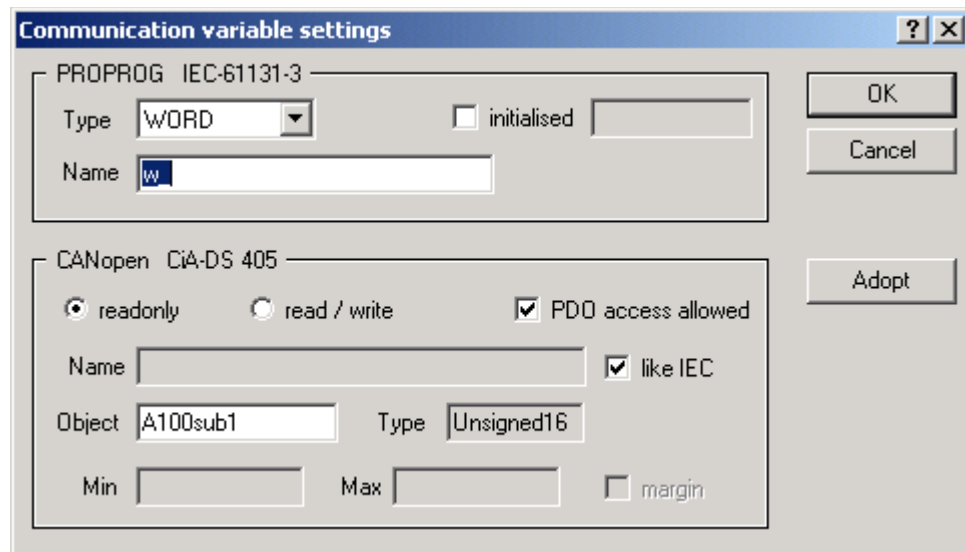 Communication variable settings
PROPROG IEC-61131-3
Type WORD initialised
Name w_
OK
Cancel
CANopen CiA-DS 405
readonly read / write PDO access allowed
Name like IEC
Object A100sub1 Type Unsigned16
Min Max margin
Adopt